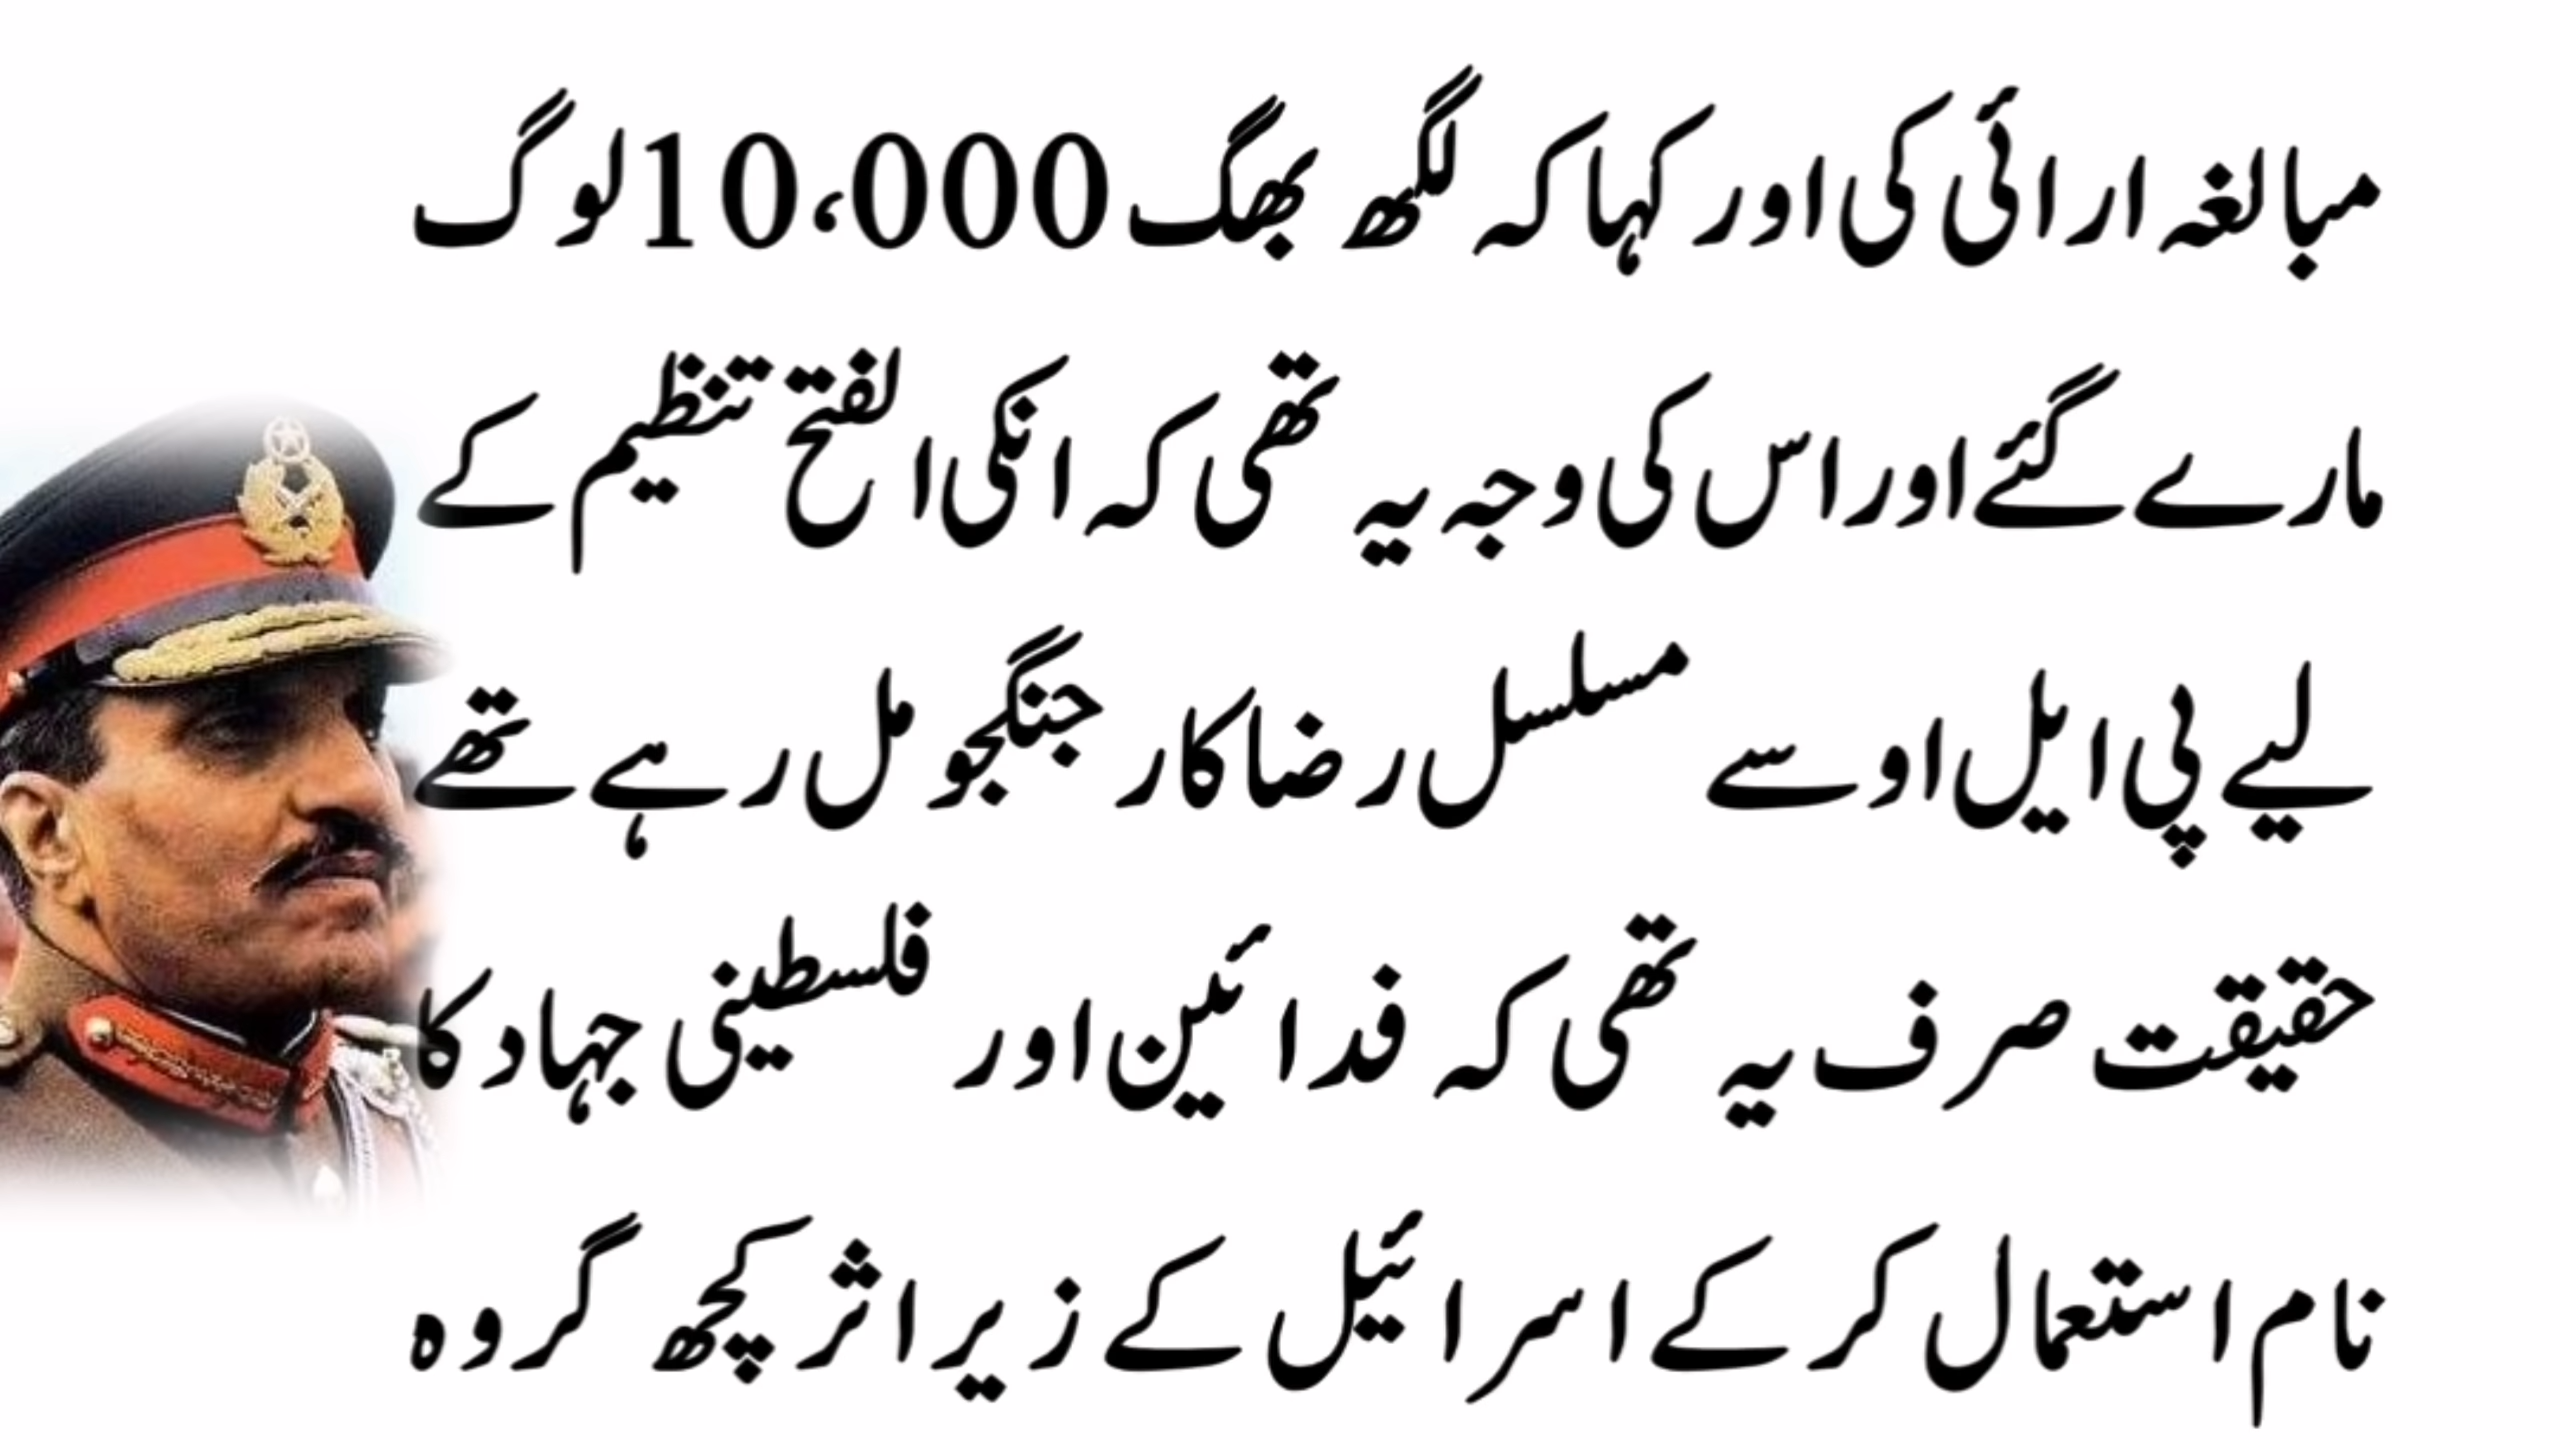 مبالغہ ارائی کی اور کہا کہ لگھ بھگ 10،000 لوگ
مارے گئے اور اس کی وجہ یہ تھی کہ انکی الفتح تنظیم کے
لیے پی ایل او سے مسلسل رضاکار جنگجو مل رہے تھے
حقیقت صرف یہ تھی کہ فدائین اور فلسطینی جہاد کا
نام استعمال کر کے اسرائیل کے زیر اثر کچھ گروہ